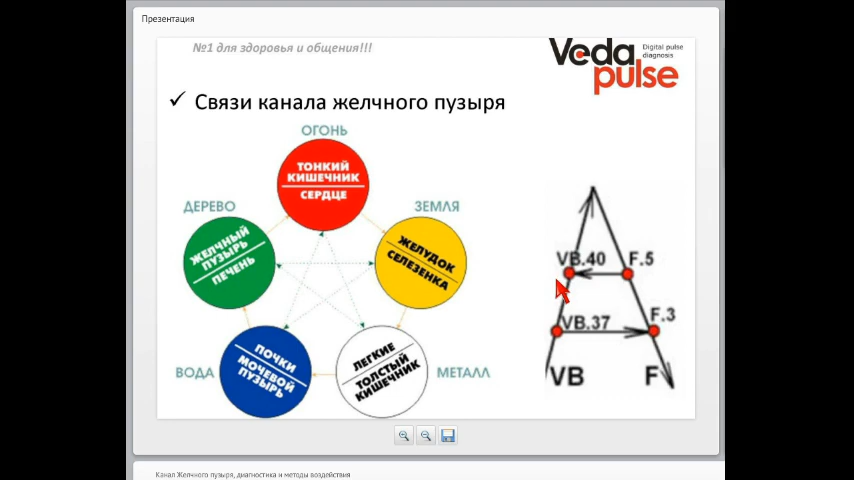 Презентация
№1 для здоровья и общения!!!
Veda
pulse
Digital pulse
diagnosis
✓ Связи канала желчного пузыря
ОГОНЬ
ТОНКИЙ
КИШЕЧНИК
СЕРДЦЕ
ДЕРЕВО
ЗЕМЛЯ
ЖЕЛЧНЫЙ
ПУЗЫРЬ
ПЕЧЕНЬ
ЖЕЛУДОК
СЕЛЕЗЕНКА
VB.40
F.5
VB.37
F.3
ВОДА
ПОЧКИ
МОЧЕВОЙ
ПУЗЫРЬ
ЛЕГКИЕ
ТОЛСТЫЙ
КИШЕЧНИК
МЕТАЛЛ
VB
F
Канал Желчного пузыря, диагностика и методы воздействия